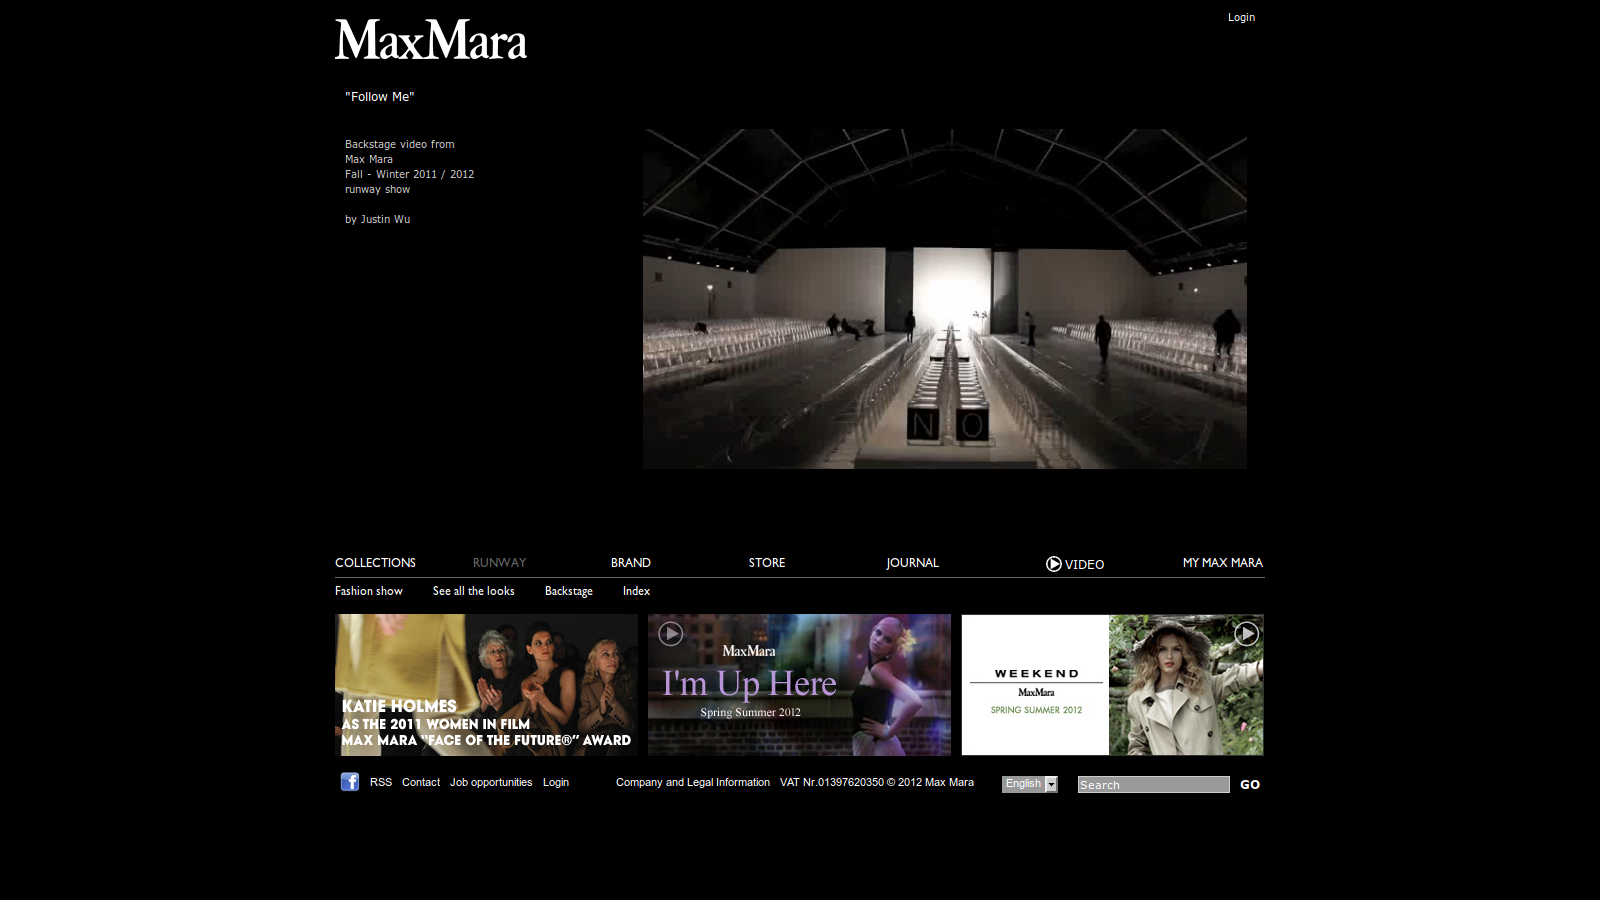 MaxMara
Login
"Follow Me"
Backstage video from
Max Mara
Fall - Winter 2011 / 2012
runway show
by Justin Wu
N O
COLLECTIONS RUNWAY BRAND STORE JOURNAL VIDEO MY MAX MARA
Fashion show See all the looks Backstage Index
KATIE HOLMES
AS THE 2011 WOMEN IN FILM
MAX MARA "FACE OF THE FUTURE®" AWARD
MaxMara
I'm Up Here
Spring Summer 2012
WEEKEND
MaxMara
SPRING SUMMER 2012
f RSS Contact Job opportunities Login Company and Legal Information VAT Nr.01397620350 © 2012 Max Mara English Search GO